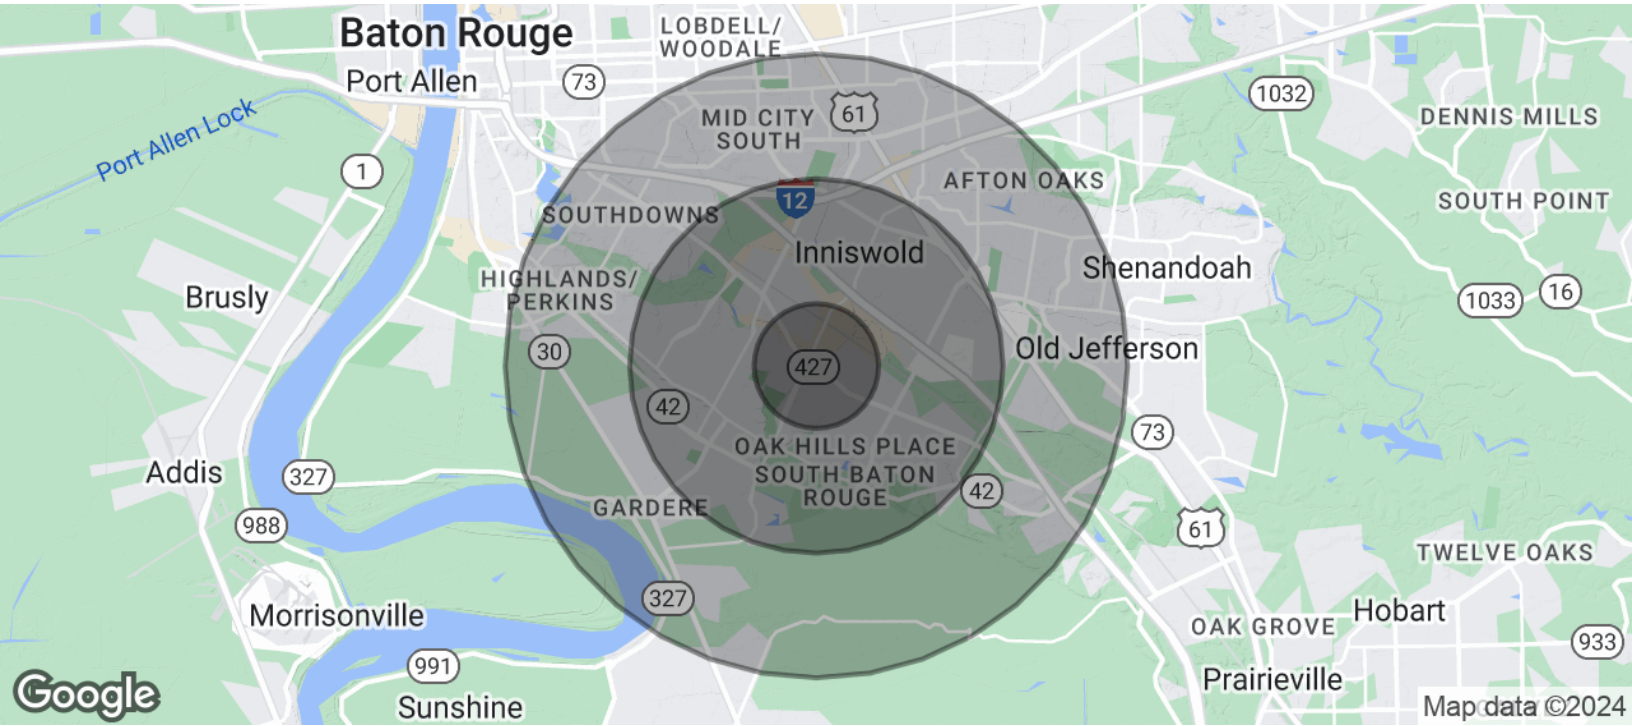 Baton Rouge
LOBDELL/
WOODALE
Port Allen
73
1032
Port Allen Lock
MID CITY
SOUTH
61
DENNIS MILLS
1
AFTON OAKS
12
SOUTHDOWNS
SOUTH POINT
Inniswold
Shenandoah
HIGHLANDS/
PERKINS
Brusly
1033
16
30
Old Jefferson
427
42
73
OAK HILLS PLACE
SOUTH BATON
ROUGE
Addis
327
42
GARDERE
988
61
TWELVE OAKS
327
Morrisonville
Hobart
OAK GROVE
933
991
Prairieville
Google
Sunshine
Map data ©2024